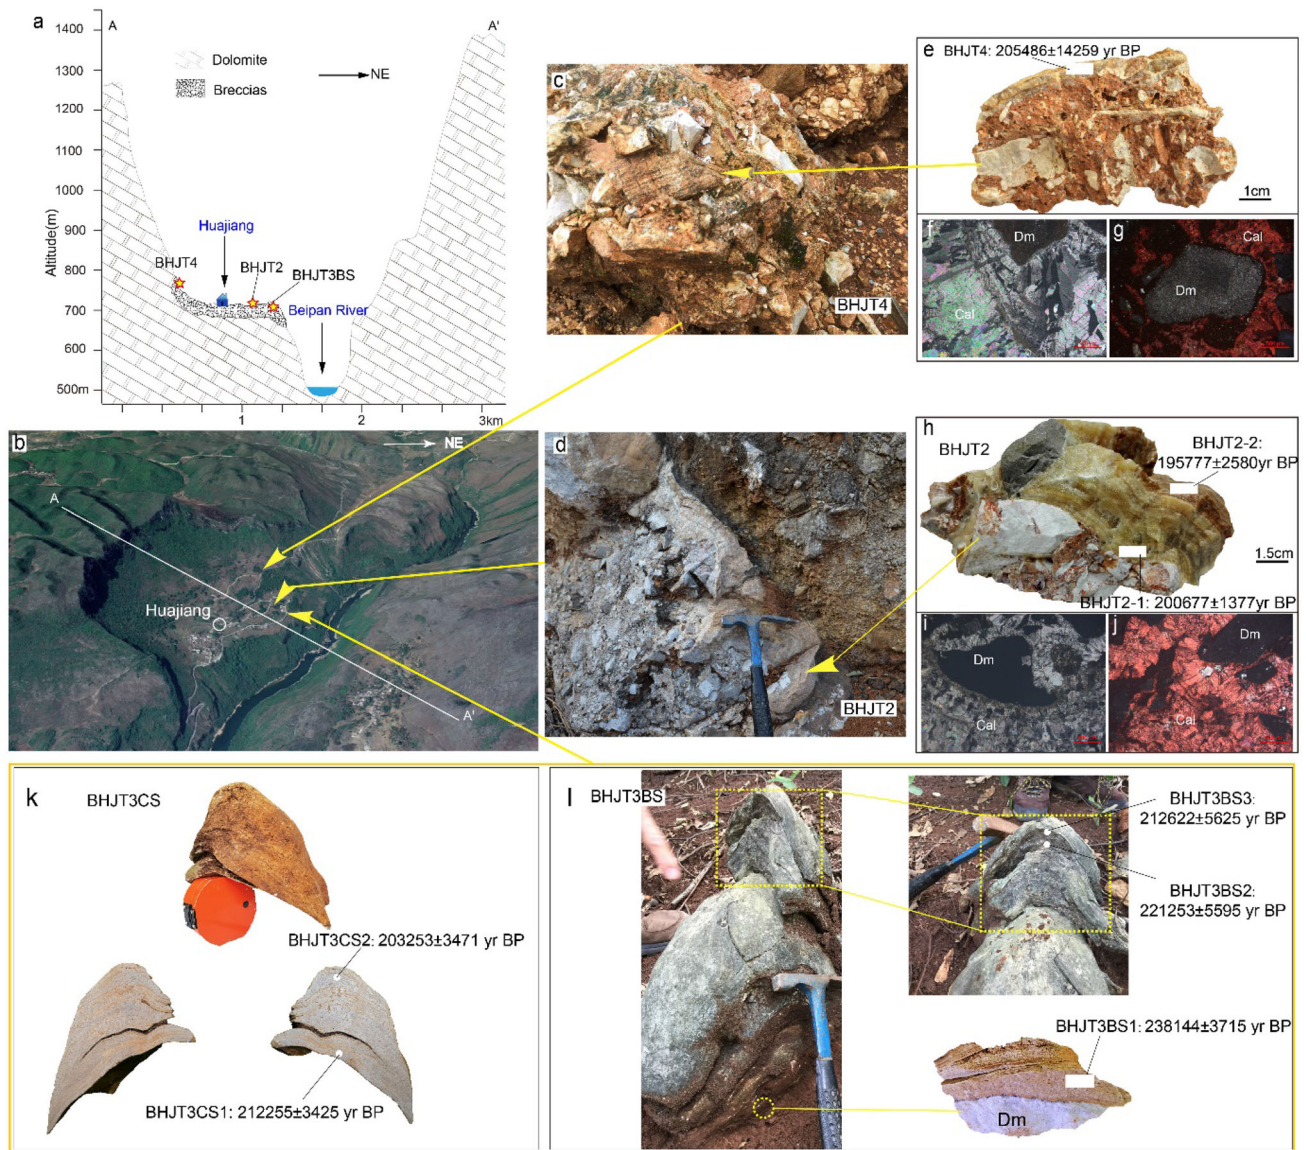 a
A
A'
1400
1300
1200
1100
1000
900
800
700
600
500m
Altitude(m)
Dolomite
Breccias
NE
Huajiang
BHJT4
BHJT2
BHJT3BS
Beipan River
1
2
3km
b
NE
A
Huajiang
A'
c
BHJT4
d
BHJT2
e
BHJT4: 205486±14259 yr BP
1cm
f
Dm
Cal
g
Cal
Dm
h
BHJT2
BHJT2-2:
195777±2580yr BP
1.5cm
BHJT2-1: 200677±1377yr BP
i
Dm
Cal
j
Dm
Cal
k
BHJT3CS
BHJT3CS2: 203253±3471 yr BP
BHJT3CS1: 212255±3425 yr BP
l
BHJT3BS
BHJT3BS3:
212622±5625 yr BP
BHJT3BS2:
221253±5595 yr BP
BHJT3BS1: 238144±3715 yr BP
Dm